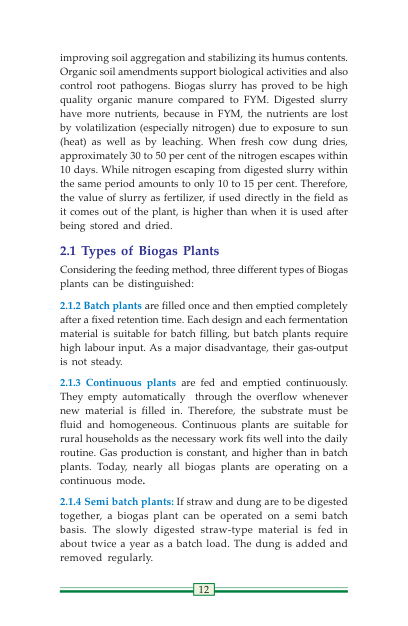 improving soil aggregation and stabilizing its humus contents.
Organic soil amendments support biological activities and also
control root pathogens. Biogas slurry has proved to be high
quality organic manure compared to FYM. Digested slurry
have more nutrients, because in FYM, the nutrients are lost
by volatilization (especially nitrogen) due to exposure to sun
(heat) as well as by leaching. When fresh cow dung dries,
approximately 30 to 50 per cent of the nitrogen escapes within
10 days. While nitrogen escaping from digested slurry within
the same period amounts to only 10 to 15 per cent. Therefore,
the value of slurry as fertilizer, if used directly in the field as
it comes out of the plant, is higher than when it is used after
being stored and dried.
2.1 Types of Biogas Plants
Considering the feeding method, three different types of Biogas
plants can be distinguished:
2.1.2 Batch plants are filled once and then emptied completely
after a fixed retention time. Each design and each fermentation
material is suitable for batch filling, but batch plants require
high labour input. As a major disadvantage, their gas-output
is not steady.
2.1.3 Continuous plants are fed and emptied continuously.
They empty automatically through the overflow whenever
new material is filled in. Therefore, the substrate must be
fluid and homogeneous. Continuous plants are suitable for
rural households as the necessary work fits well into the daily
routine. Gas production is constant, and higher than in batch
plants. Today, nearly all biogas plants are operating on a
continuous mode.
2.1.4 Semi batch plants: If straw and dung are to be digested
together, a biogas plant can be operated on a semi batch
basis. The slowly digested straw-type material is fed in
about twice a year as a batch load. The dung is added and
removed regularly.
12